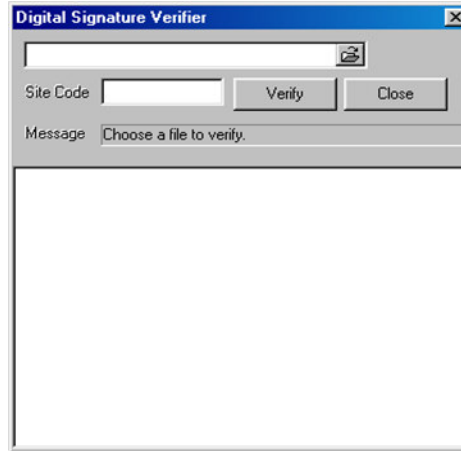 Digital Signature Verifier
Site Code
Verify
Close
Message
Choose a file to verify.